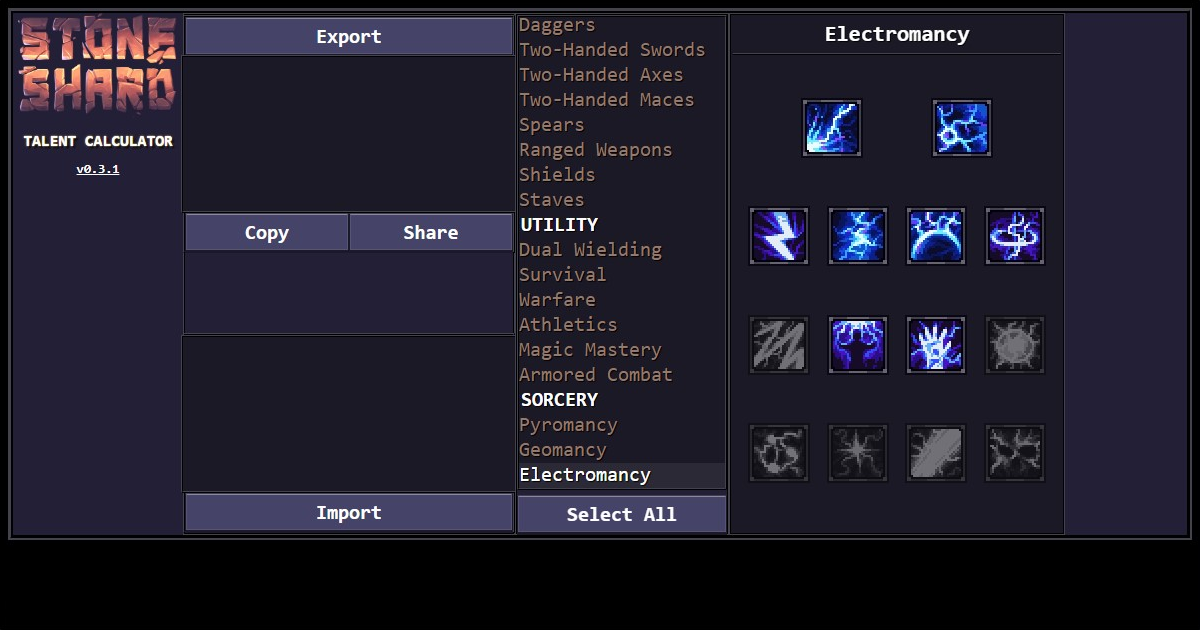 STONE
SHARD
TALENT CALCULATOR
v0.3.1
Export
Copy
Share
Import
Daggers
Two-Handed Swords
Two-Handed Axes
Two-Handed Maces
Spears
Ranged Weapons
Shields
Staves
UTILITY
Dual Wielding
Survival
Warfare
Athletics
Magic Mastery
Armored Combat
SORCERY
Pyromancy
Geomancy
Electromancy
Select All
Electromancy